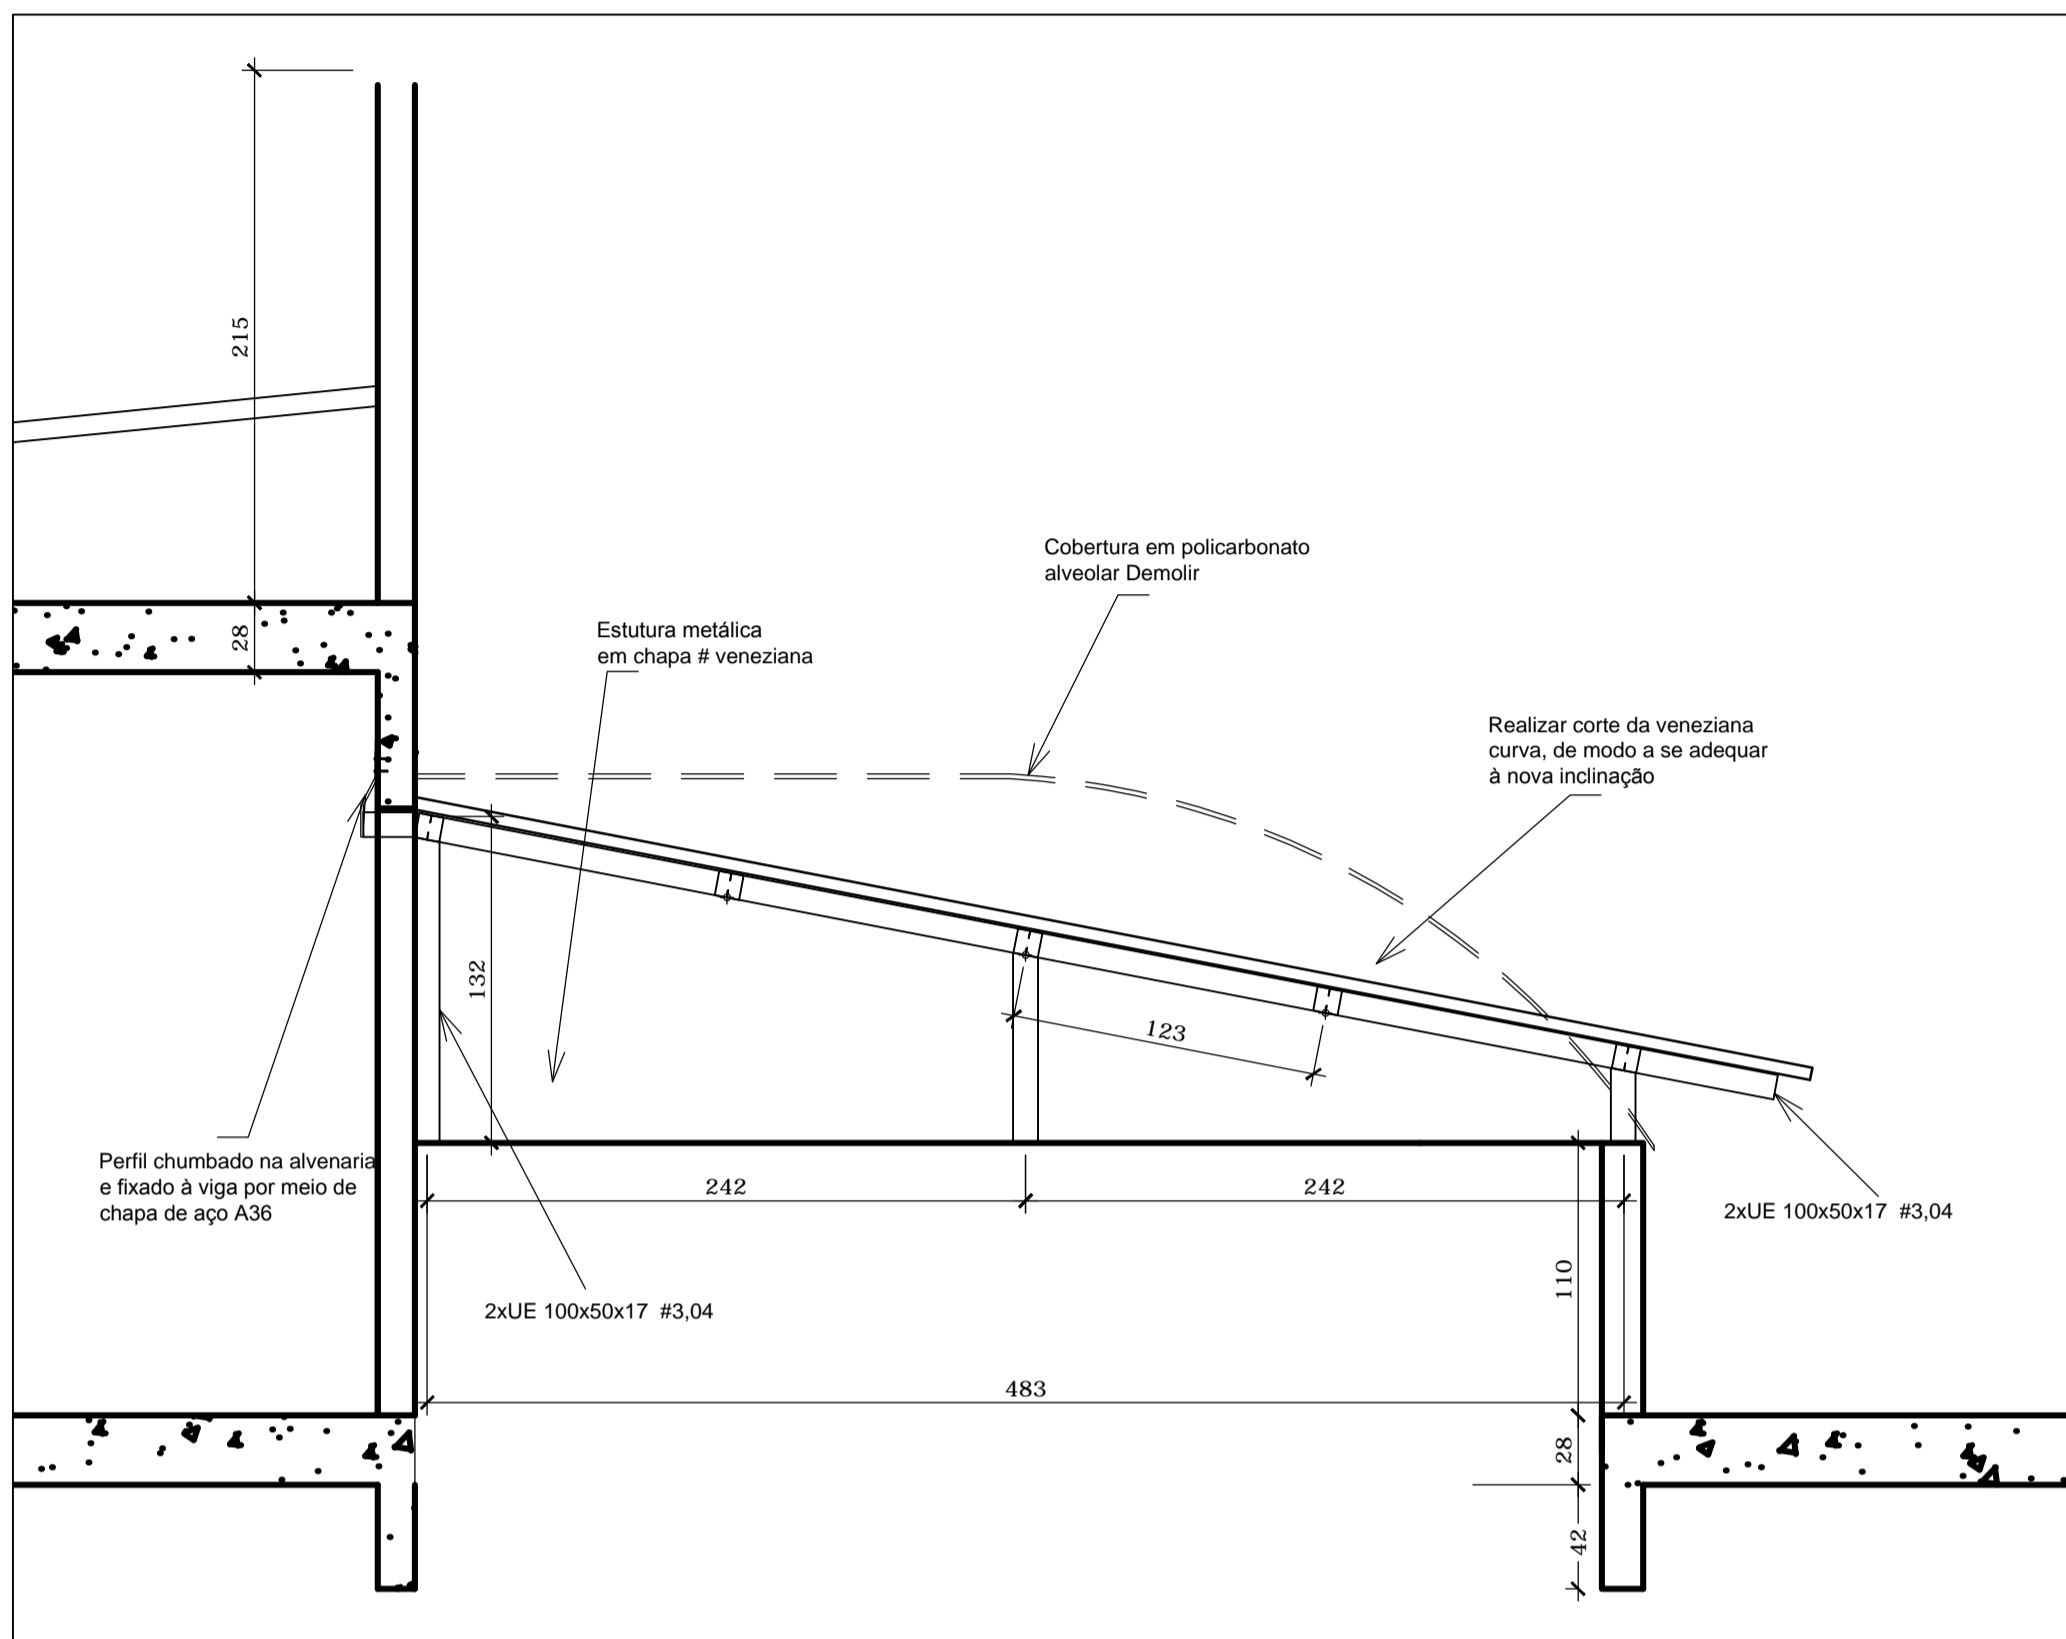 215
28
Cobertura em policarbonato
alveolar Demolir
Estutura metálica
em chapa # veneziana
Realizar corte da veneziana
curva, de modo a se adequar
à nova inclinação
132
123
Perfil chumbado na alvenaria
e fixado à viga por meio de
chapa de aço A36
242
242
2xUE 100x50x17 #3,04
110
2xUE 100x50x17 #3,04
483
28
42